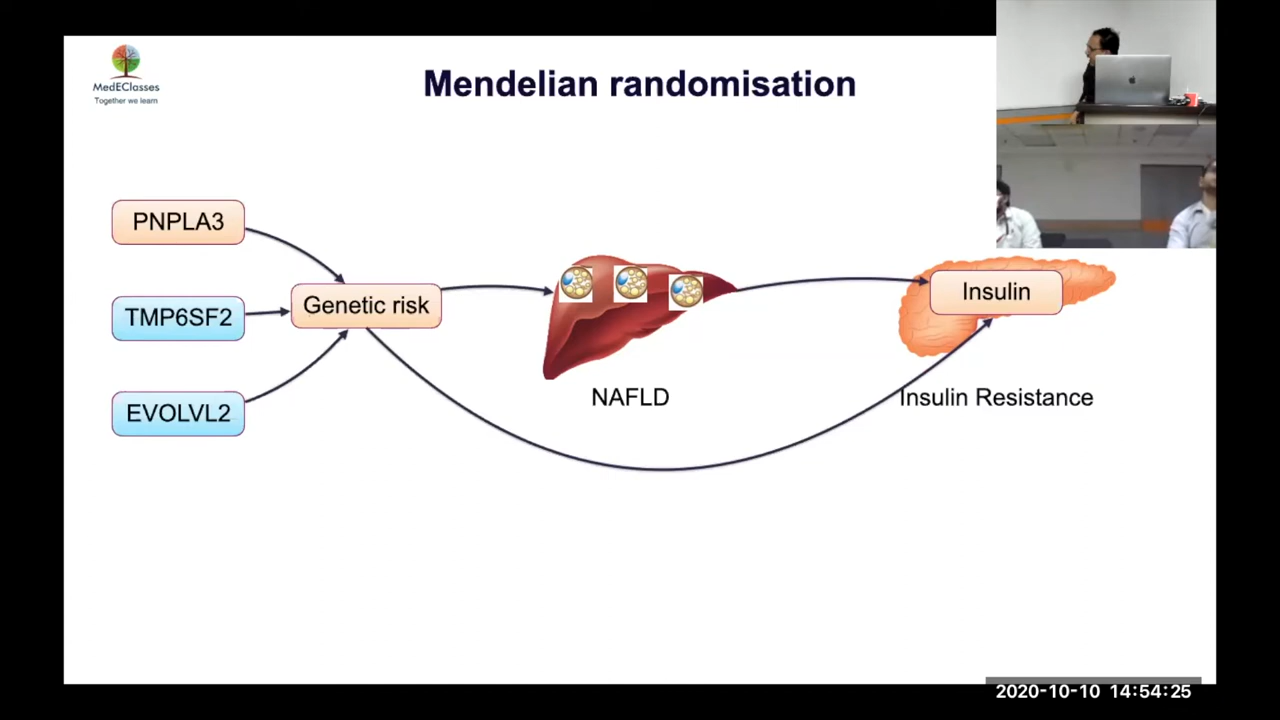 MedEClasses
Together we learn
Mendelian randomisation
PNPLA3
TMP6SF2
EVOLVL2
Genetic risk
NAFLD
Insulin
Insulin Resistance
2020-10-10 14:54:25